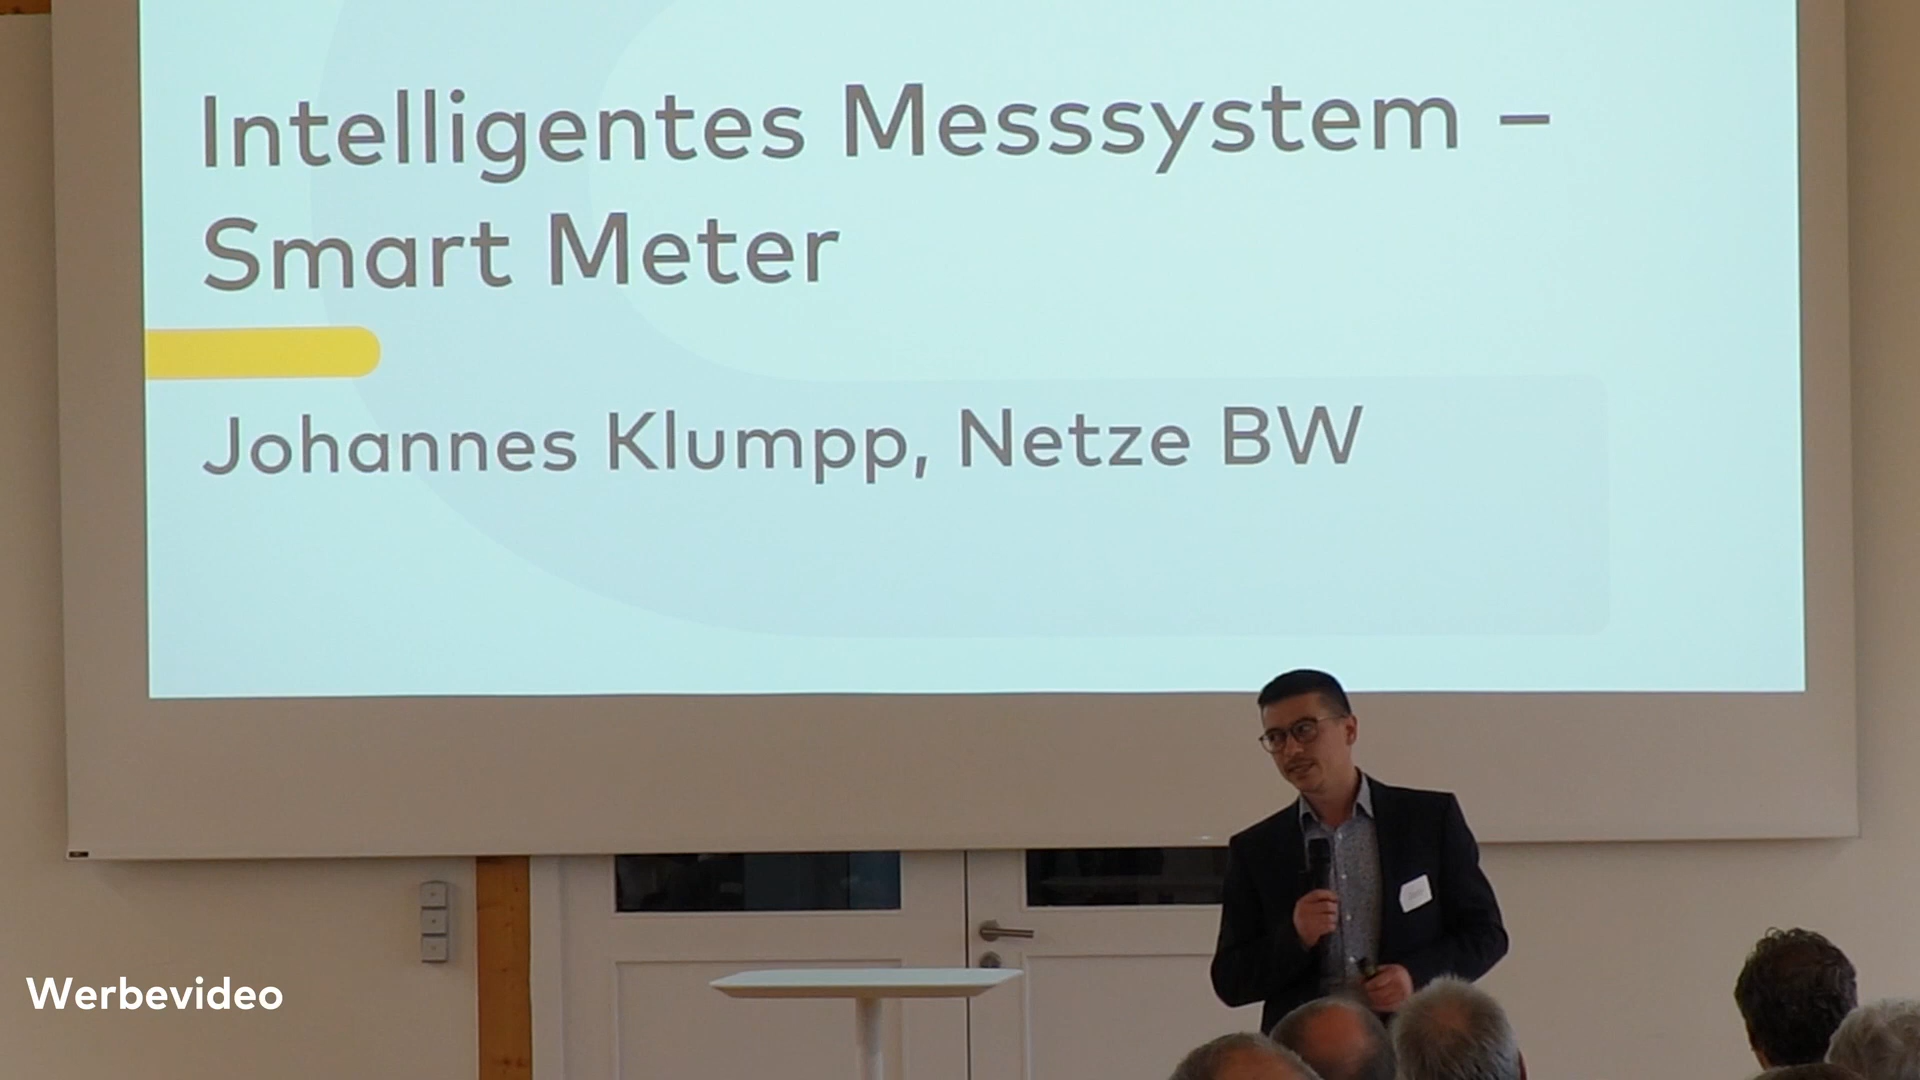 Intelligentes Messsystem –
Smart Meter
Johannes Klumpp, Netze BW
Werbevideo